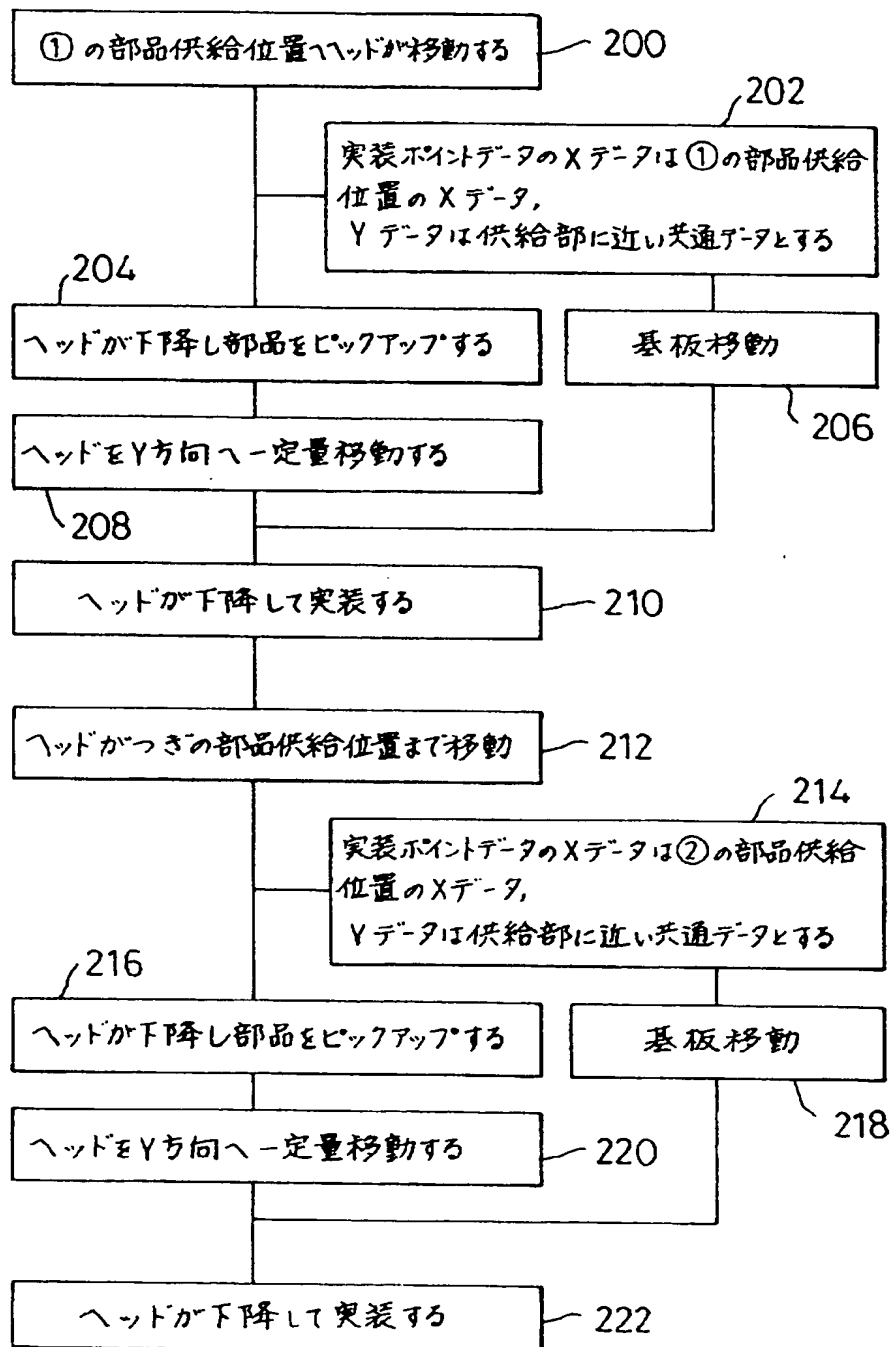 ①の部品供給位置へヘッドが移動する
200
202
実装ポイントデータのXデータは①の部品供給
位置のXデータ,
Yデータは供給部に近い共通データとする
204
ヘッドが下降し部品をピックアップする
基板移動
206
ヘッドをY方向へ一定量移動する
208
ヘッドが下降して実装する
210
ヘッドがつぎの部品供給位置まで移動
212
214
実装ポイントデータのXデータは②の部品供給
位置のXデータ,
Yデータは供給部に近い共通データとする
216
ヘッドが下降し部品をピックアップする
基板移動
218
ヘッドをY方向へ一定量移動する
220
ヘッドが下降して実装する
222